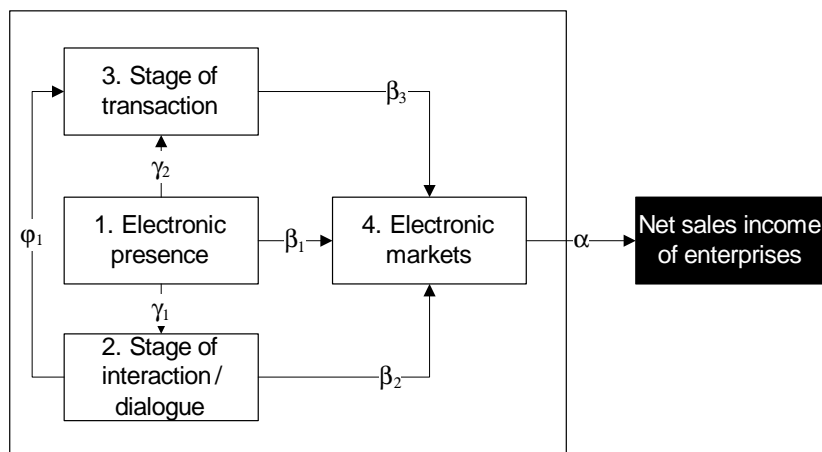 3. Stage of
transaction
β3
γ2
1. Electronic
presence
φ1
β1
4. Electronic
markets
α
Net sales income
of enterprises
γ1
2. Stage of
interaction /
dialogue
β2